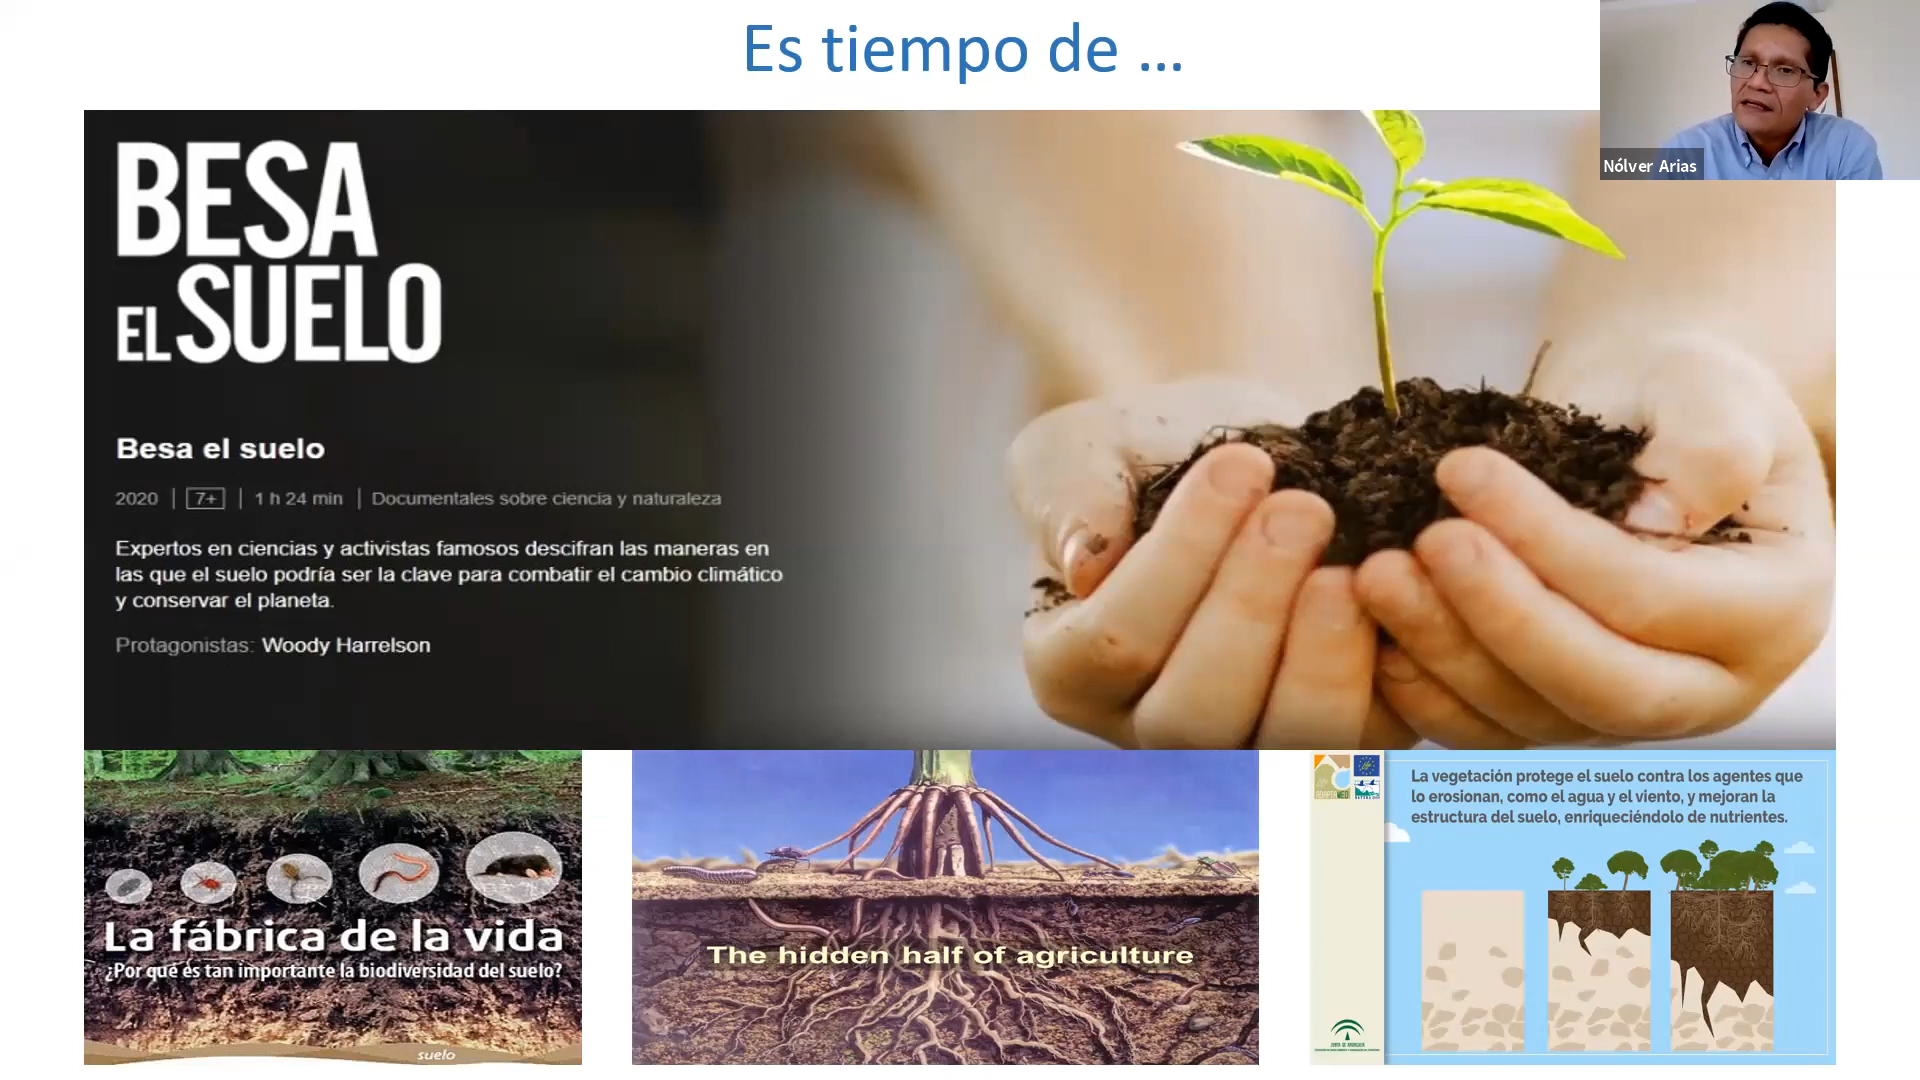 Es tiempo de ...
Nólver Arias
BESA
EL SUELO
Besa el suelo
2020 | 7+ | 1 h 24 min | Documentales sobre ciencia y naturaleza
Expertos en ciencias y activistas famosos descifran las maneras en
las que el suelo podría ser la clave para combatir el cambio climático
y conservar el planeta.
Protagonistas: Woody Harrelson
La fábrica de la vida
¿Por qué es tan importante la biodiversidad del suelo?
suelo
The hidden half of agriculture
La vegetación protege el suelo contra los agentes que
lo erosionan, como el agua y el viento, y mejoran la
estructura del suelo, enriqueciéndolo de nutrientes.
JUNTA DE ANDALUCIA